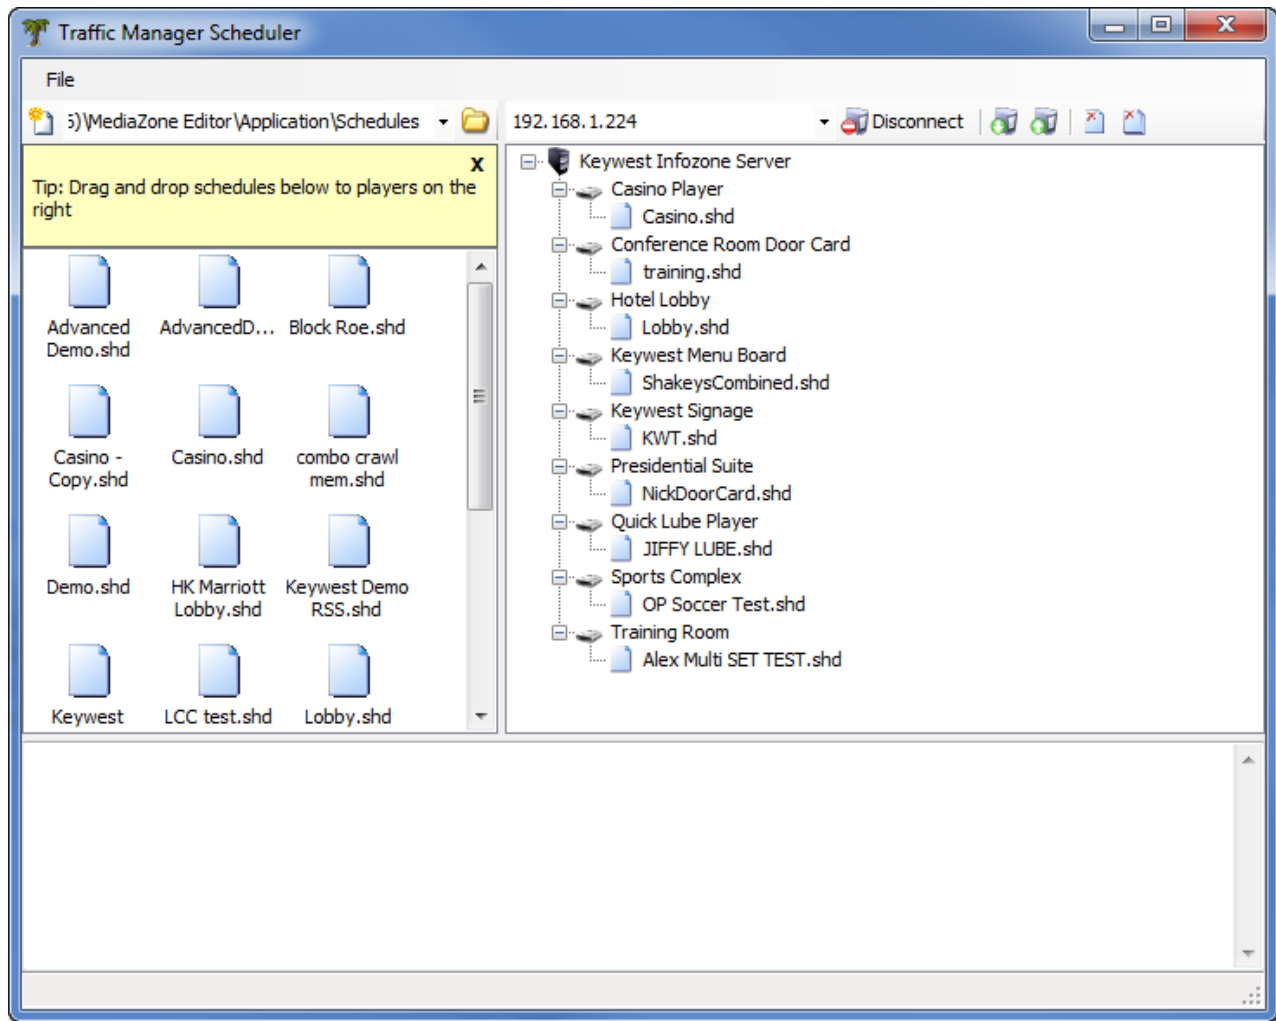 Traffic Manager Scheduler
File
5)\MediaZone Editor\Application\Schedules
192.168.1.224
Disconnect
Tip: Drag and drop schedules below to players on the
right
X
Advanced
Demo.shd
AdvancedD...
Block Roe.shd
Casino -
Copy.shd
Casino.shd
combo crawl
mem.shd
Demo.shd
HK Marriott
Lobby.shd
Keywest Demo
RSS.shd
Keywest
LCC test.shd
Lobby.shd
Keywest Infozone Server
Casino Player
Casino.shd
Conference Room Door Card
training.shd
Hotel Lobby
Lobby.shd
Keywest Menu Board
ShakeysCombined.shd
Keywest Signage
KWT.shd
Presidential Suite
NickDoorCard.shd
Quick Lube Player
JIFFY LUBE.shd
Sports Complex
OP Soccer Test.shd
Training Room
Alex Multi SET TEST.shd